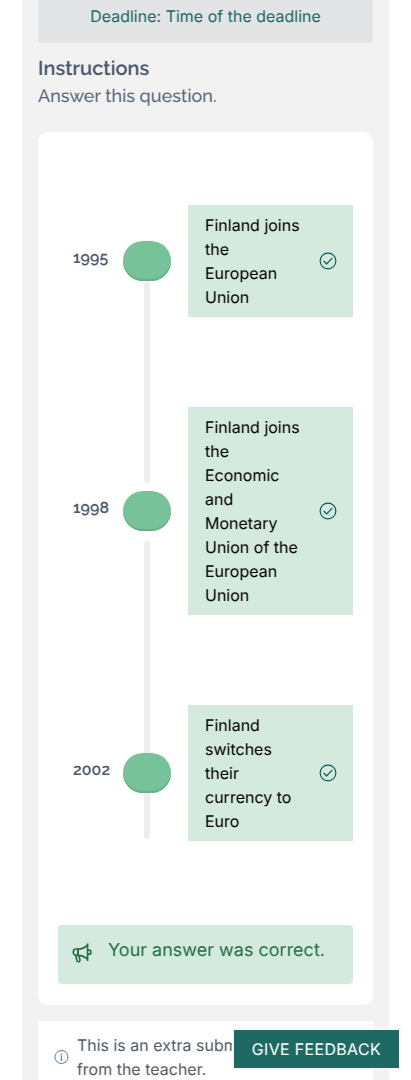 Deadline: Time of the deadline
Instructions
Answer this question.
1995
Finland joins
the
European
Union
1998
Finland joins
the
Economic
and
Monetary
Union of the
European
Union
2002
Finland
switches
their
currency to
Euro
Your answer was correct.
This is an extra
from the teacher.
GIVE FEEDBACK